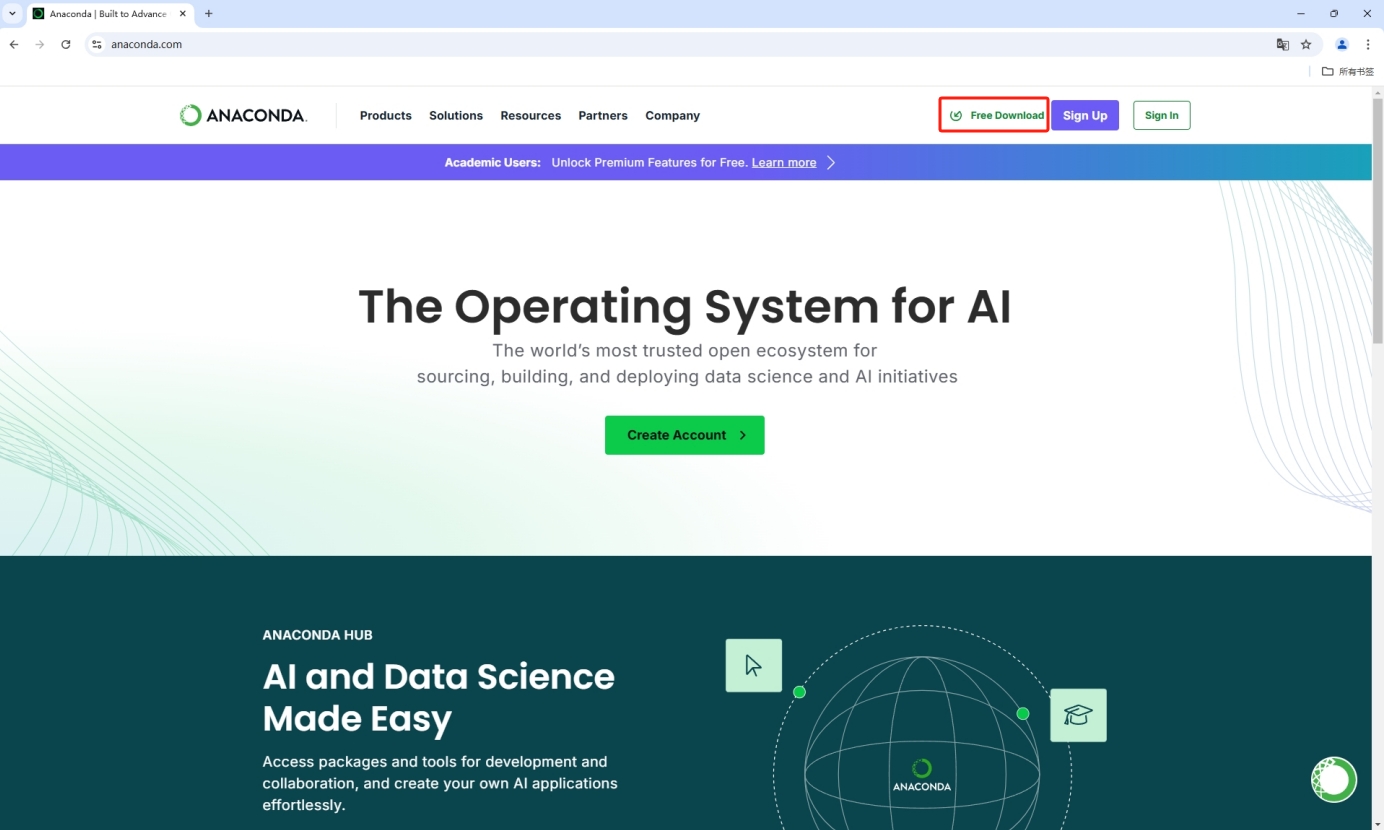 Anaconda | Built to Advance
anaconda.com
所有书签
ANACONDA.
Products Solutions Resources Partners Company
Free Download Sign Up Sign In
Academic Users: Unlock Premium Features for Free. Learn more
The Operating System for AI
The world's most trusted open ecosystem for
sourcing, building, and deploying data science and AI initiatives
Create Account
ANACONDA HUB
AI and Data Science
Made Easy
Access packages and tools for development and
collaboration, and create your own AI applications
effortlessly.
ANACONDA